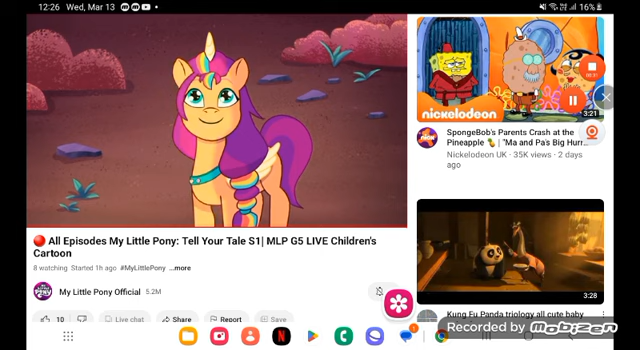 12:26 Wed, Mar 13
16%
nickelodeon
3:21
SpongeBob's Parents Crash at the
Pineapple 🍍 | "Ma and Pa's Big Hurr...
Nickelodeon UK · 35K views · 2 days
ago
🔴 All Episodes My Little Pony: Tell Your Tale S1| MLP G5 LIVE Children's
Cartoon
8 watching Started 1h ago #MyLittlePony ...more
My Little Pony Official 5.2M
3:28
10 Live chat Share Report Save
Kung Fu Panda triology all cute baby
Recorded by Mobizen